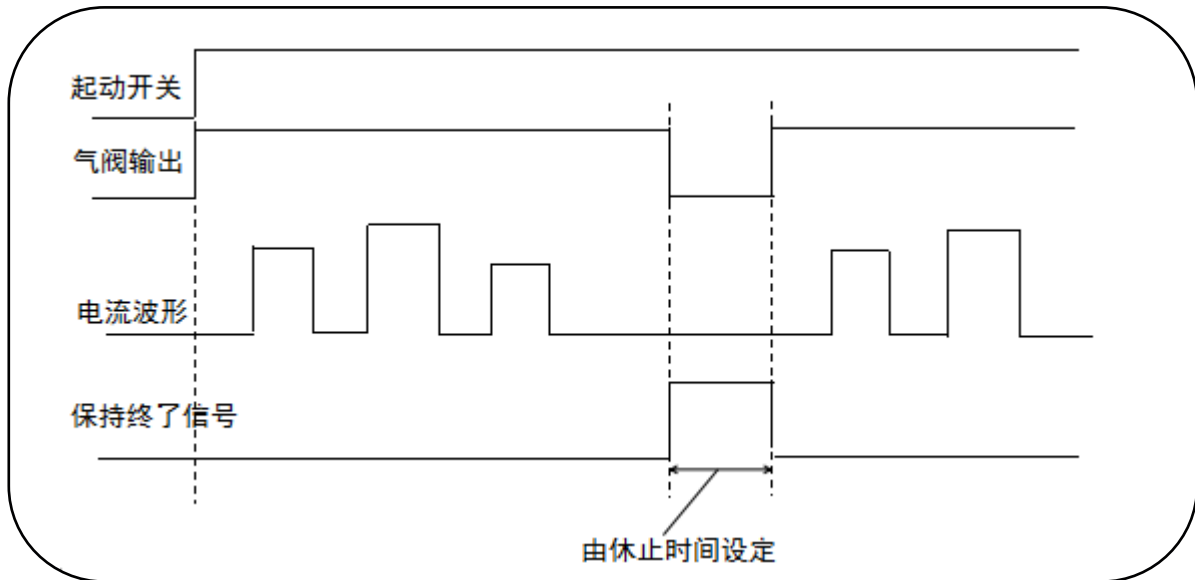 起动开关
气阀输出
电流波形
保持终了信号
由休止时间设定